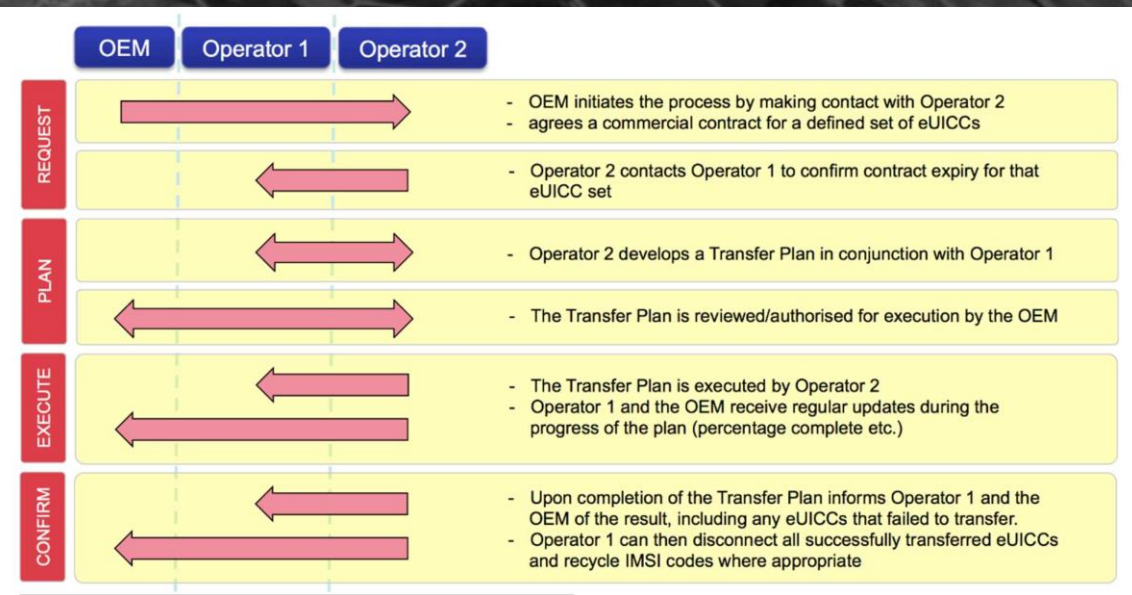 OEM
Operator 1
Operator 2
REQUEST
- OEM initiates the process by making contact with Operator 2
- agrees a commercial contract for a defined set of eUICCs
- Operator 2 contacts Operator 1 to confirm contract expiry for that
eUICC set
PLAN
- Operator 2 develops a Transfer Plan in conjunction with Operator 1
- The Transfer Plan is reviewed/authorised for execution by the OEM
EXECUTE
- The Transfer Plan is executed by Operator 2
- Operator 1 and the OEM receive regular updates during the
progress of the plan (percentage complete etc.)
CONFIRM
- Upon completion of the Transfer Plan informs Operator 1 and the
OEM of the result, including any eUICCs that failed to transfer.
- Operator 1 can then disconnect all successfully transferred eUICCs
and recycle IMSI codes where appropriate